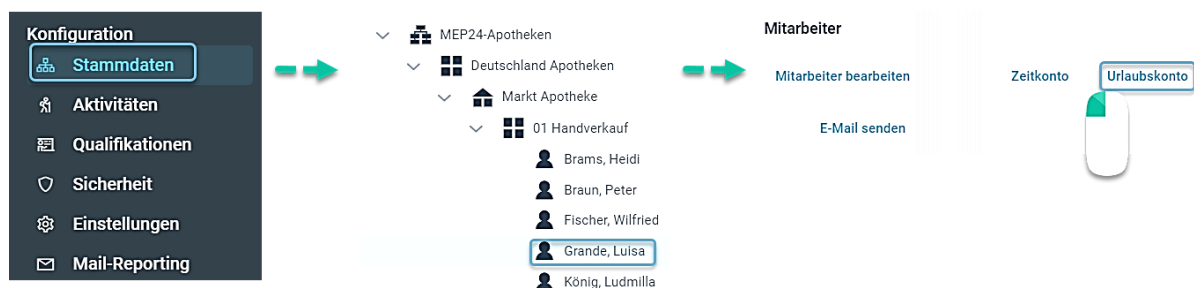 Konfiguration
Stammdaten
Aktivitäten
Qualifikationen
Sicherheit
Einstellungen
Mail-Reporting
MEP24-Apotheken
Deutschland Apotheken
Markt Apotheke
01 Handverkauf
Brams, Heidi
Braun, Peter
Fischer, Wilfried
Grande, Luisa
König, Ludmilla
Mitarbeiter
Mitarbeiter bearbeiten Zeitkonto Urlaubskonto
E-Mail senden